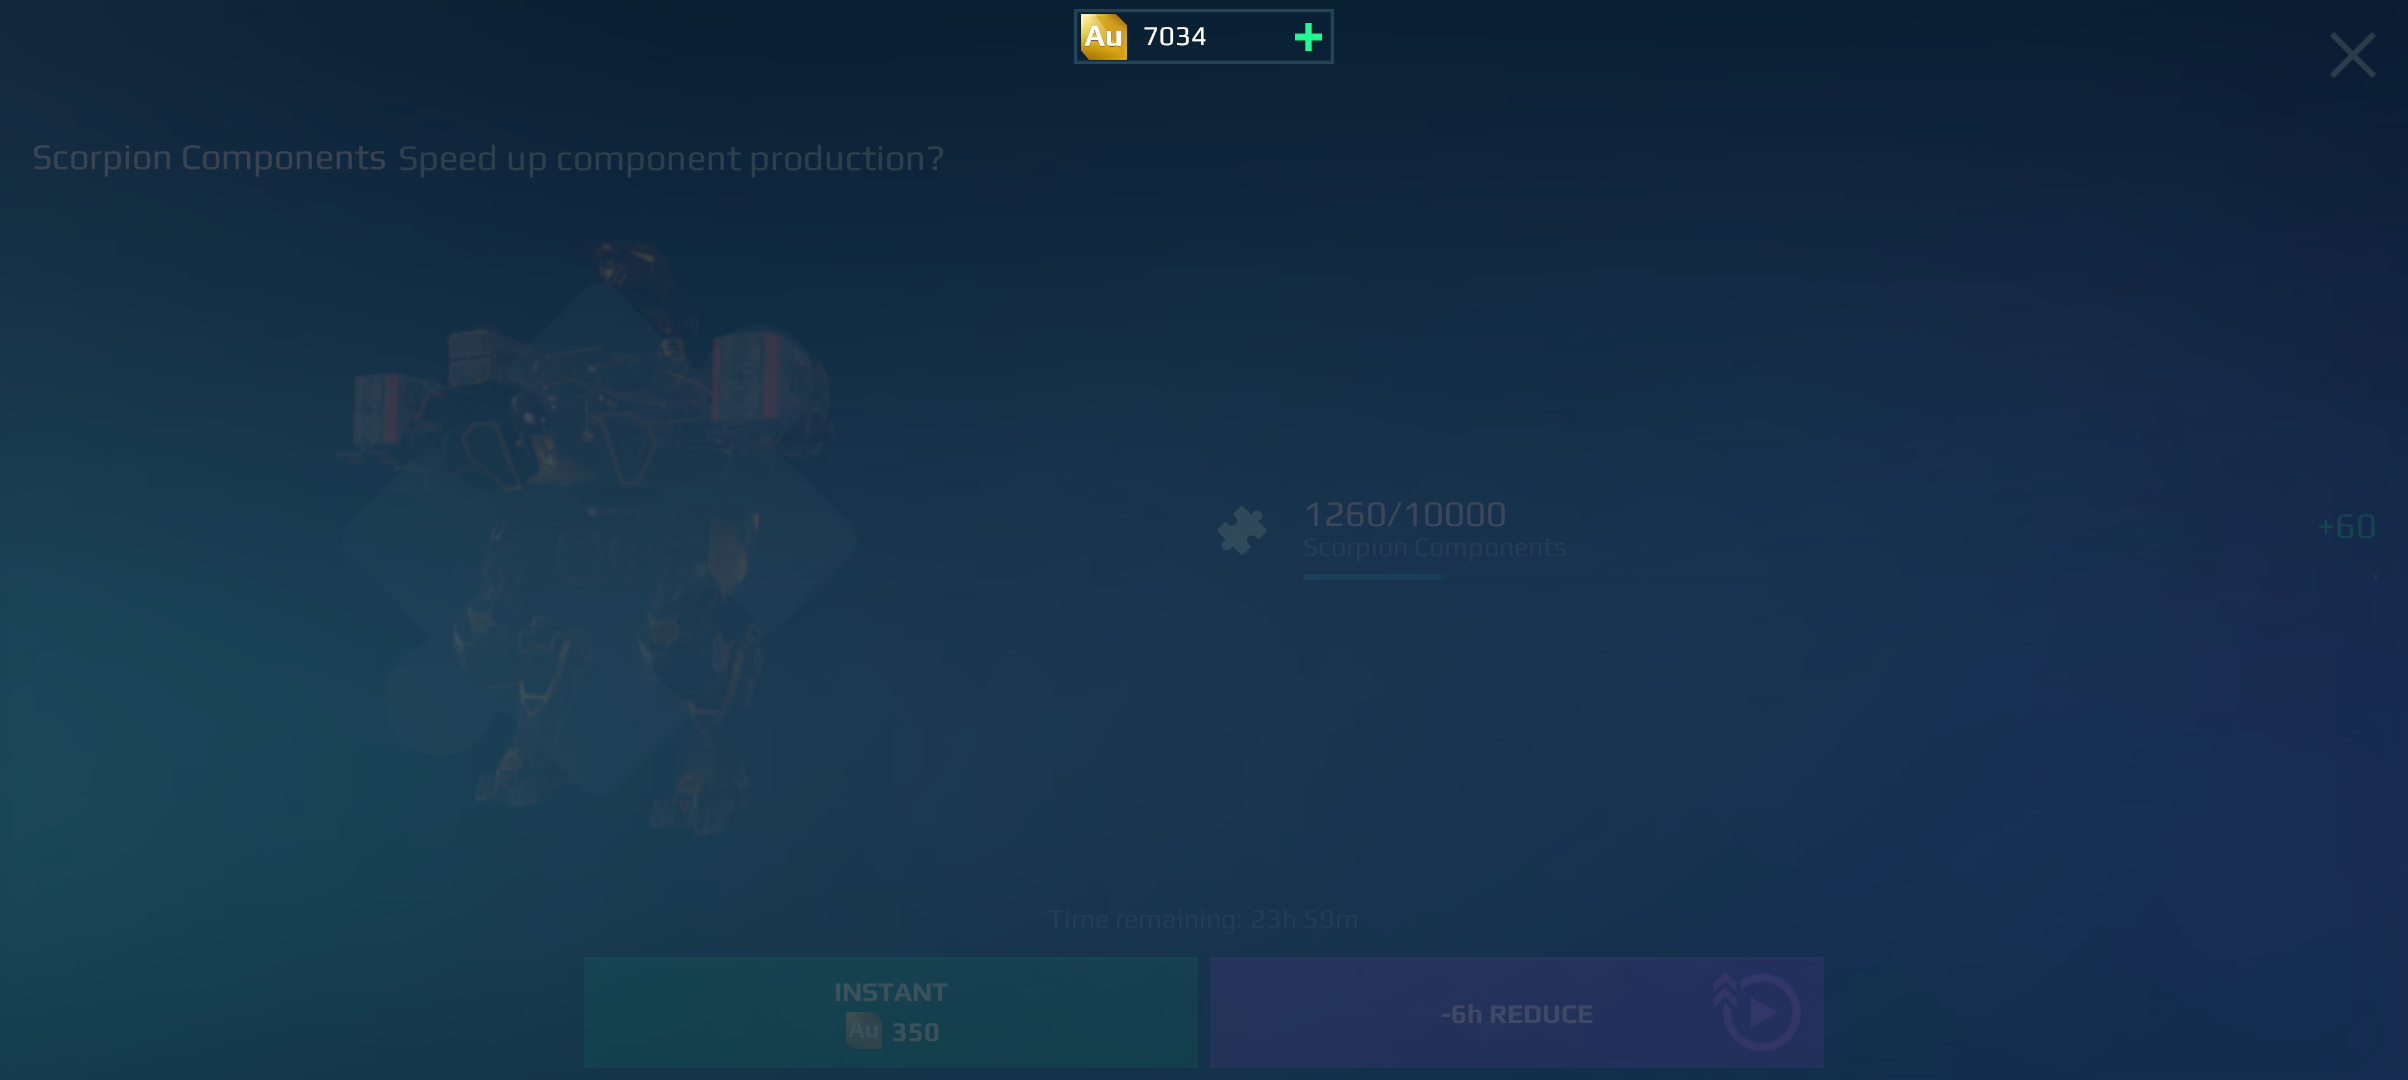 Au 7034
Scorpion Components Speed up component production?
1260/10000
Scorpion Components
+60
Time remaining: 23h 59m
INSTANT
Au 350
-6h REDUCE